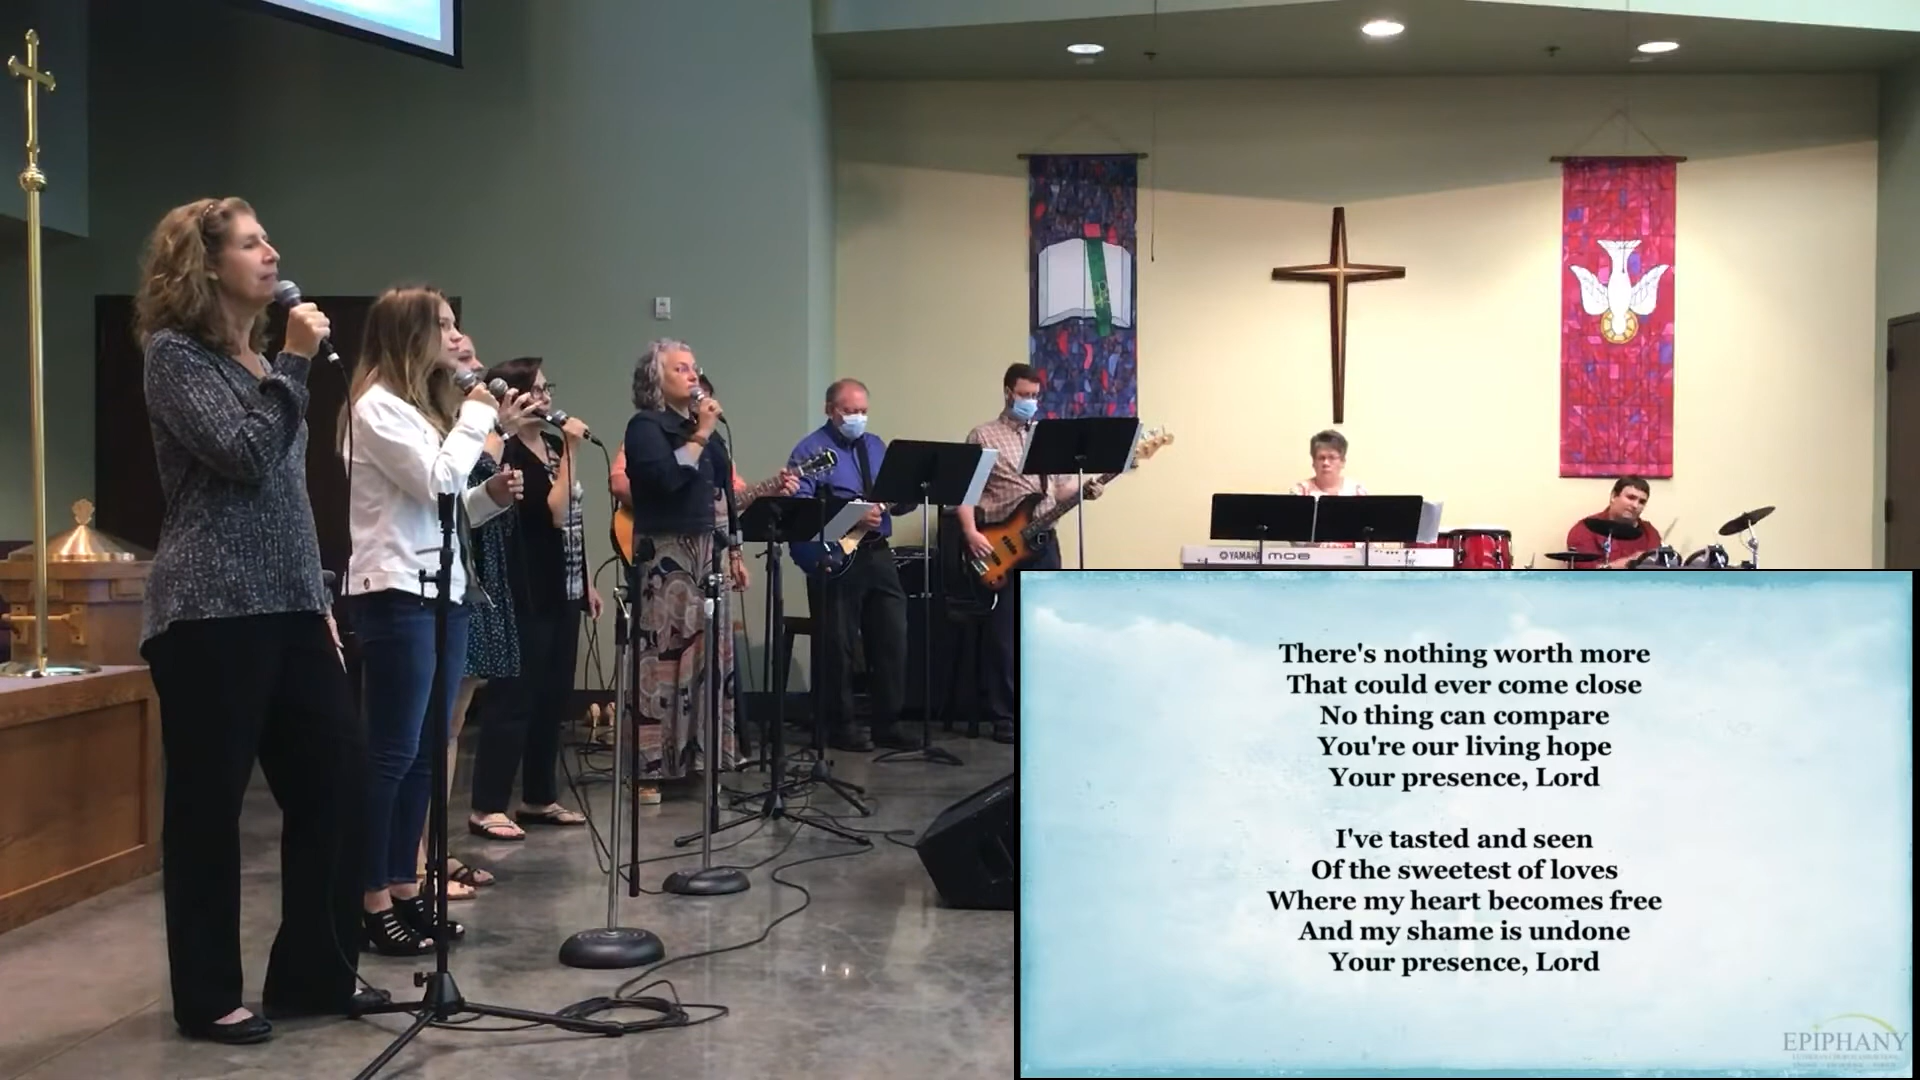 YAMAHA MO8
There's nothing worth more
That could ever come close
No thing can compare
You're our living hope
Your presence, Lord
I've tasted and seen
Of the sweetest of loves
Where my heart becomes free
And my shame is undone
Your presence, Lord
EPIPHANY